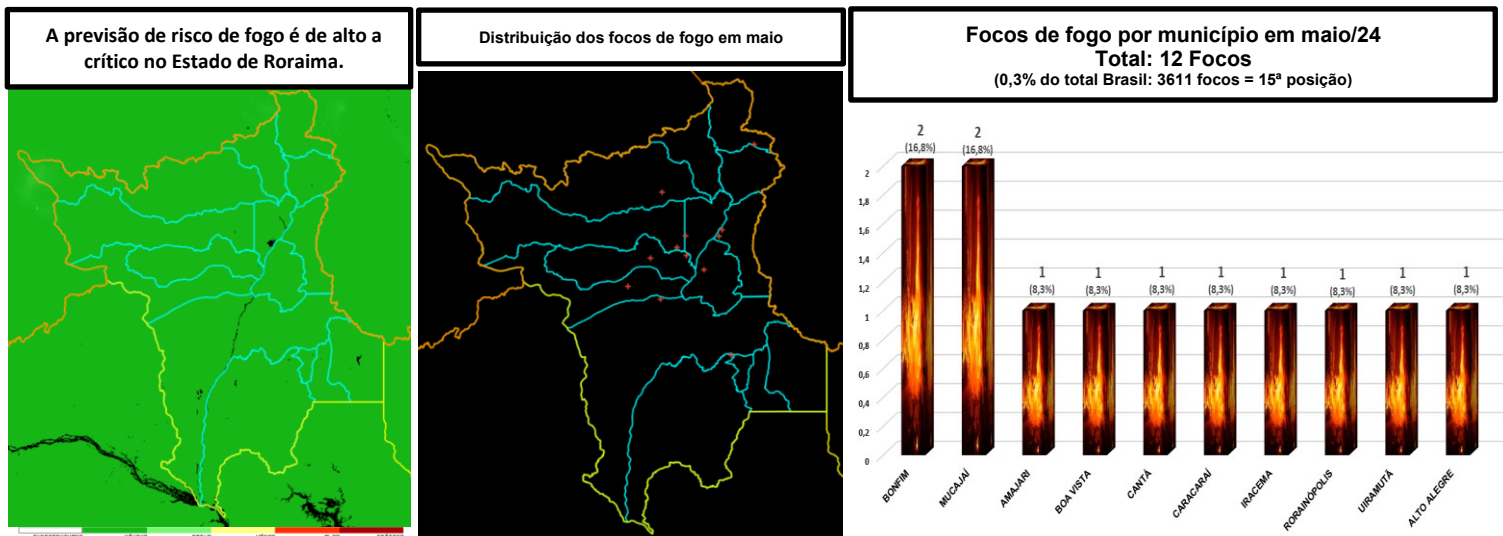 A previsão de risco de fogo é de alto a
crítico no Estado de Roraima.
Distribuição dos focos de fogo em maio
Focos de fogo por município em maio/24
Total: 12 Focos
(0,3% do total Brasil: 3611 focos = 15ª posição)
2
(16,8%)
2
(16,8%)
1
(8,3%)
1
(8,3%)
1
(8,3%)
1
(8,3%)
1
(8,3%)
1
(8,3%)
1
(8,3%)
1
(8,3%)
2
1,8
1,6
1,4
1,2
1
0,8
0,6
0,4
0,2
0
BONFIM
MUCAJAÍ
AMAJARI
BOA VISTA
CANTÁ
CARACARAÍ
IRACEMA
RORAINÓPOLIS
UIRAMUTÃ
ALTO ALEGRE